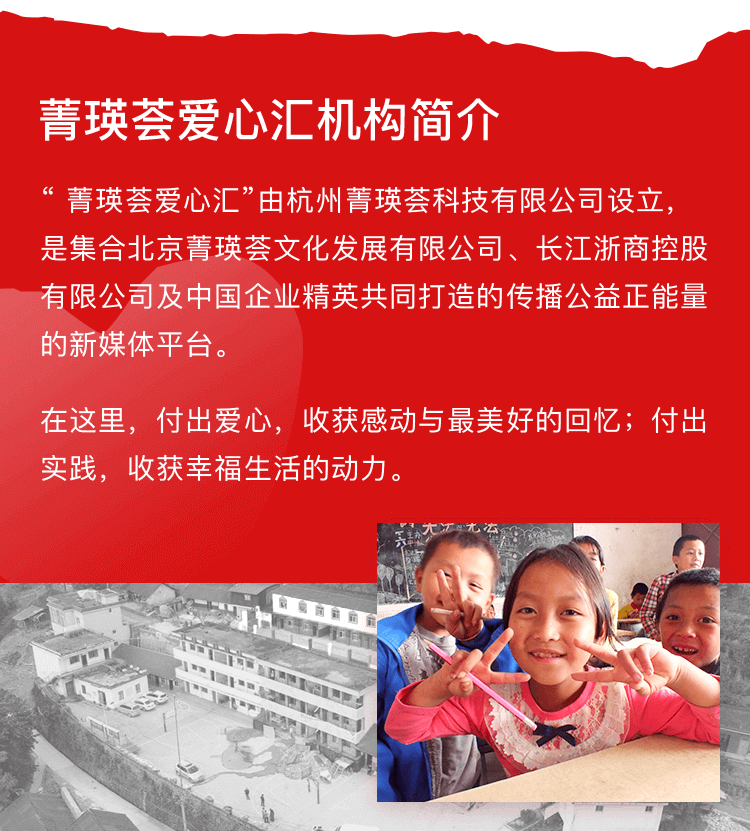 菁瑛荟爱心汇机构简介
“ 菁瑛荟爱心汇”由杭州菁瑛荟科技有限公司设立，
是集合北京菁瑛荟文化发展有限公司、长江浙商控股
有限公司及中国企业精英共同打造的传播公益正能量
的新媒体平台。
在这里，付出爱心，收获感动与最美好的回忆；付出
实践，收获幸福生活的动力。